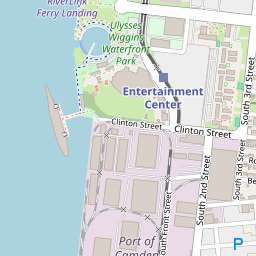 RiverLink
Ferry Landing
Ulysses
Wiggins
Waterfront
Park
Entertainment
Center
Clinton Street
Clinton Street
South 3rd Street
South 3rd Street
South 2nd Street
South Front Street
Port of
Camden
P